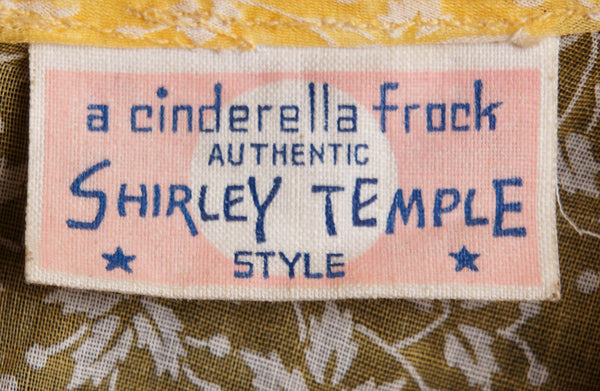 a cinderella frock
AUTHENTIC
SHIRLEY TEMPLE
STYLE